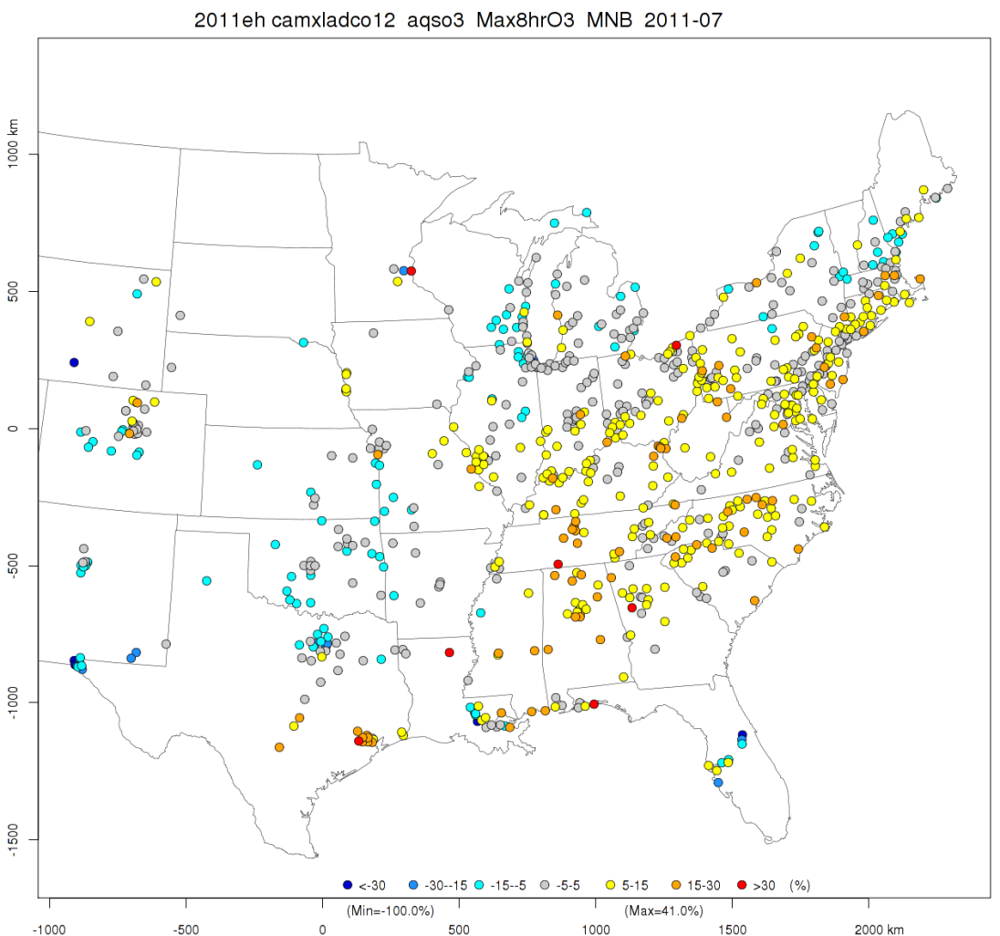 2011eh camxladco12 aqso3 Max8hrO3 MNB 2011-07
1000 km
500
0
-500
-1000
-1500
<-30 -30--15 -15--5 -5-5 5-15 15-30 >30 (%)
(Min=-100.0%) (Max=41.0%)
-1000 -500 0 500 1000 1500 2000 km